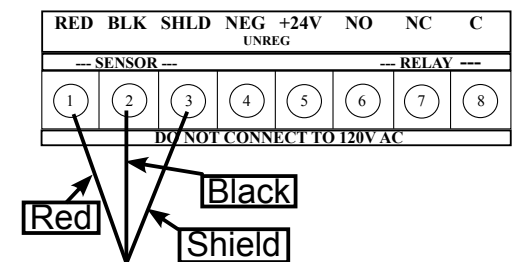 RED BLK SHLD NEG +24V NO NC C
UNREG
--- SENSOR --- --- RELAY ---
1 2 3 4 5 6 7 8
DO NOT CONNECT TO 120V AC
Black
Red
Shield